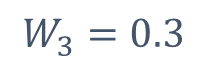 W₃ = 0.3